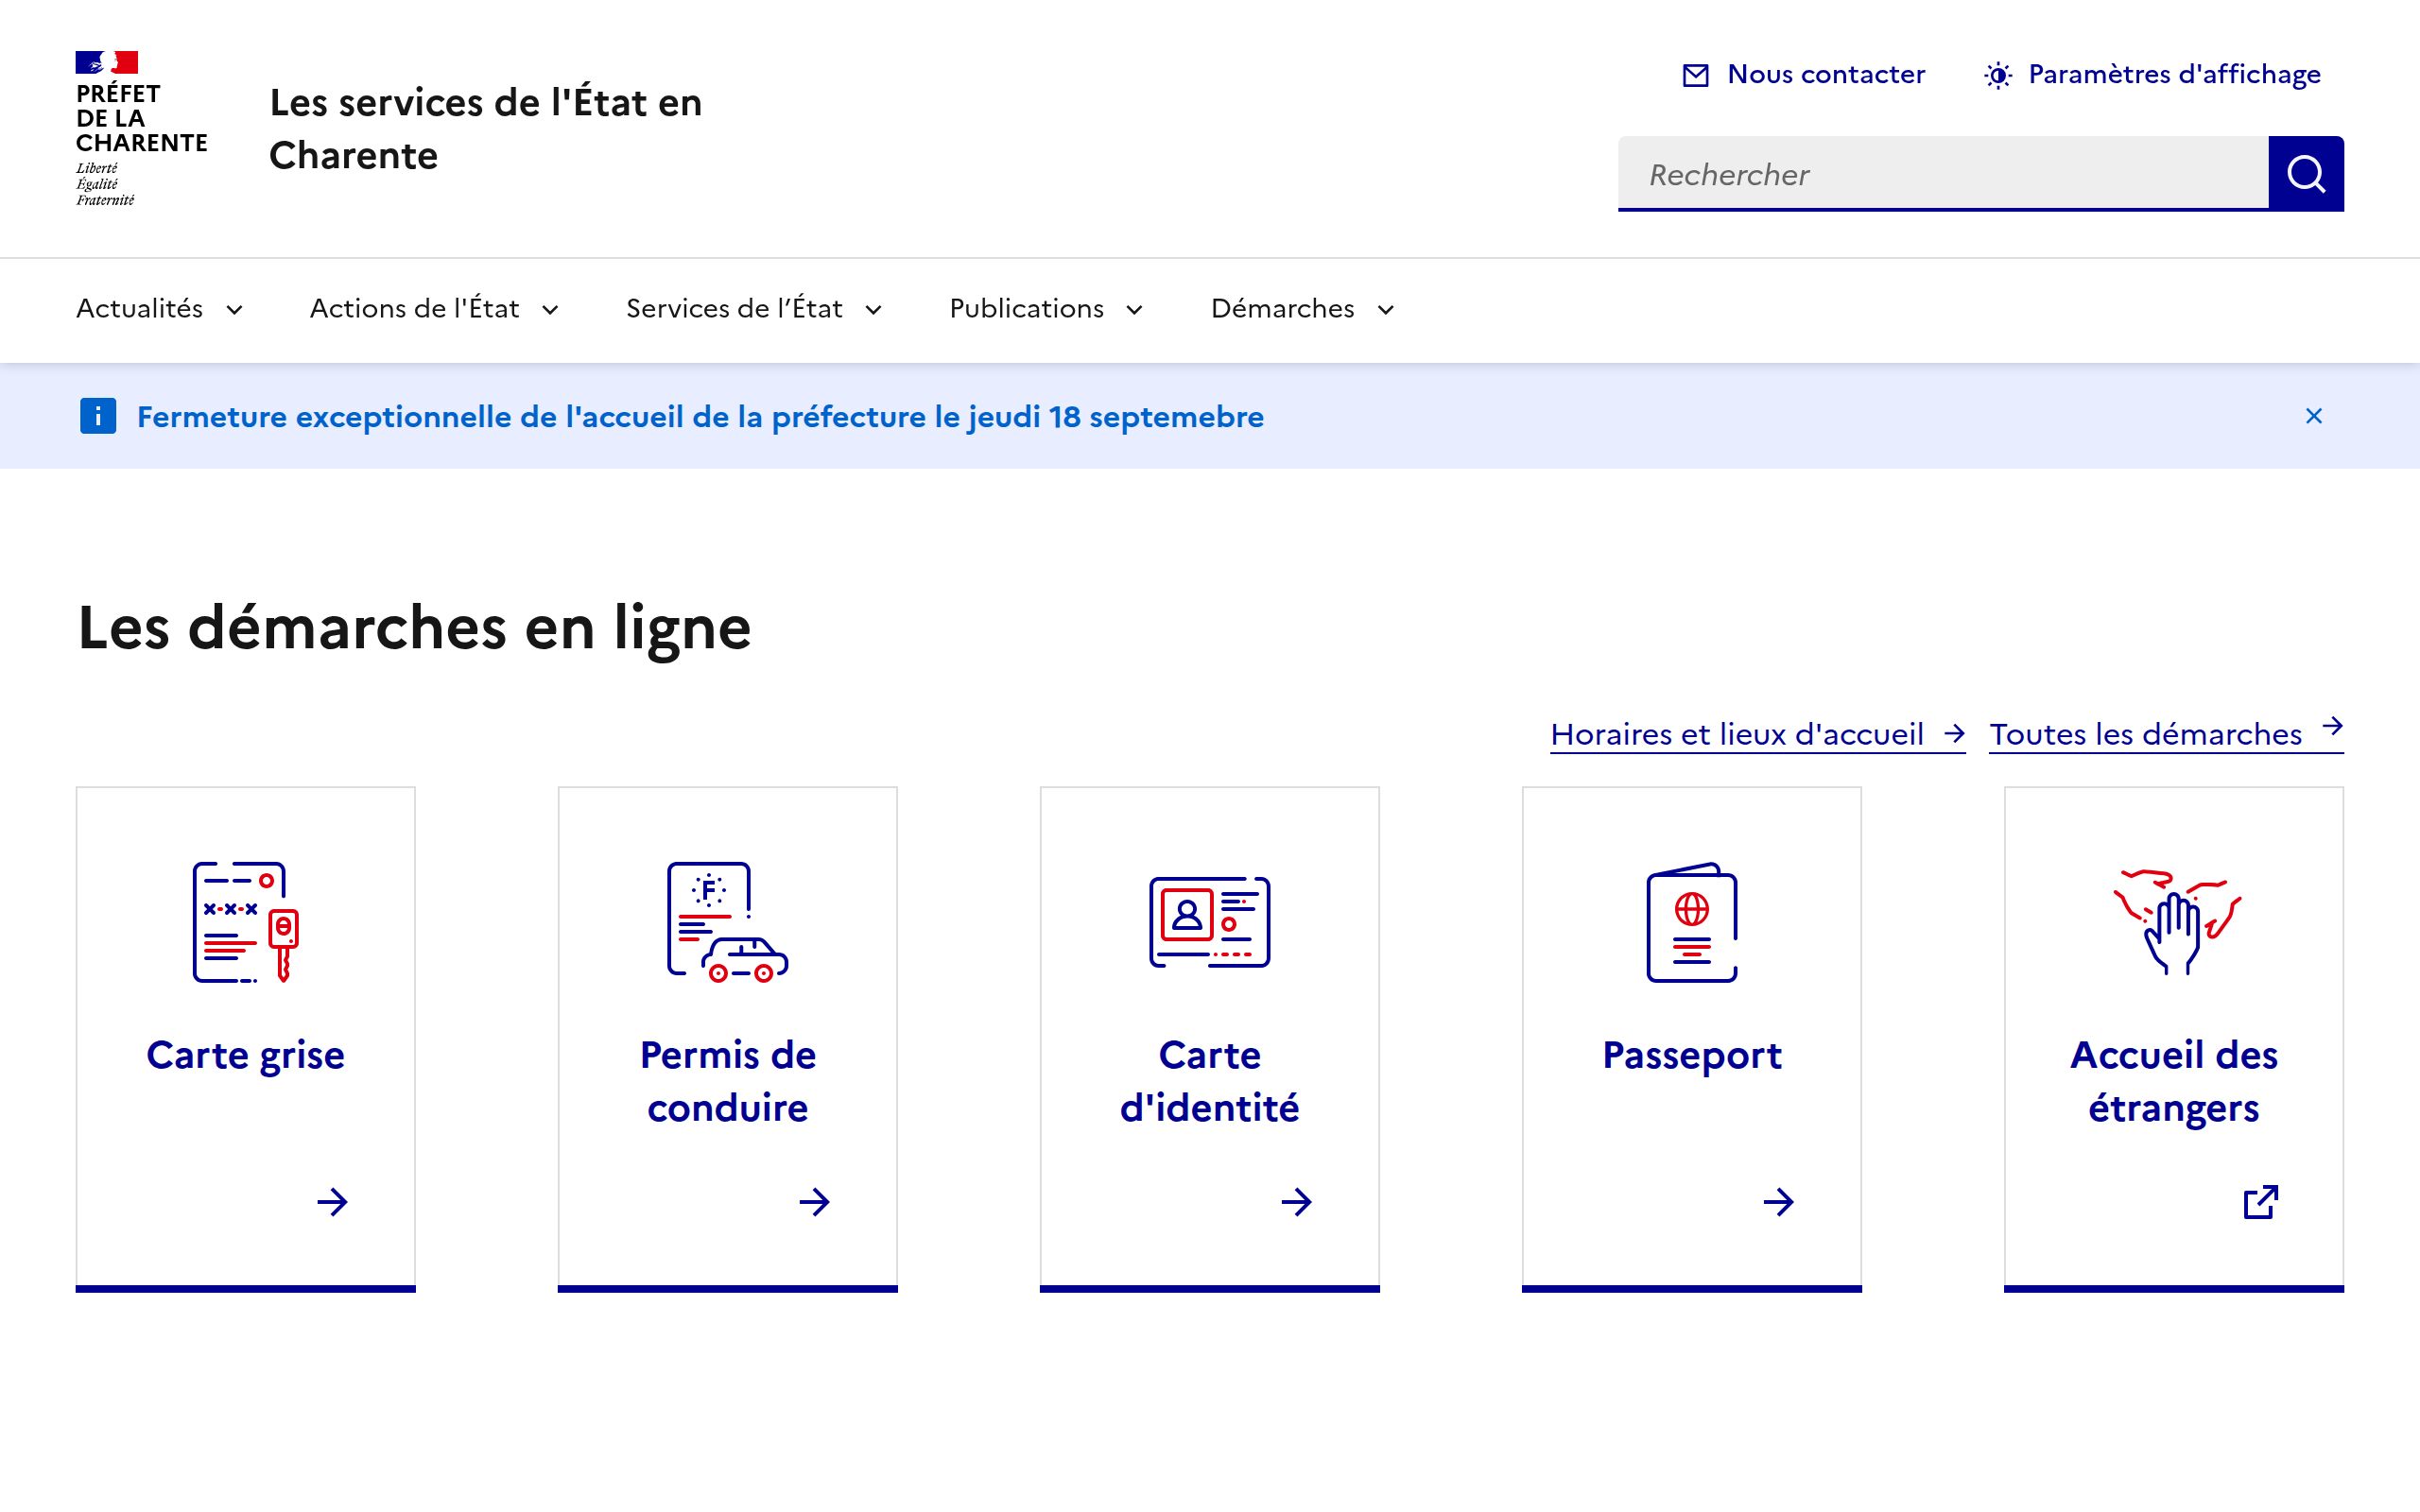 PRÉFET
DE LA
CHARENTE
Liberté
Égalité
Fraternité
Les services de l'État en
Charente
Nous contacter
Paramètres d'affichage
Rechercher
Actualités
Actions de l'État
Services de l’État
Publications
Démarches
Fermeture exceptionnelle de l'accueil de la préfecture le jeudi 18 septemebre
Les démarches en ligne
Horaires et lieux d'accueil
Toutes les démarches
Carte grise
Permis de
conduire
Carte
d'identité
Passeport
Accueil des
étrangers